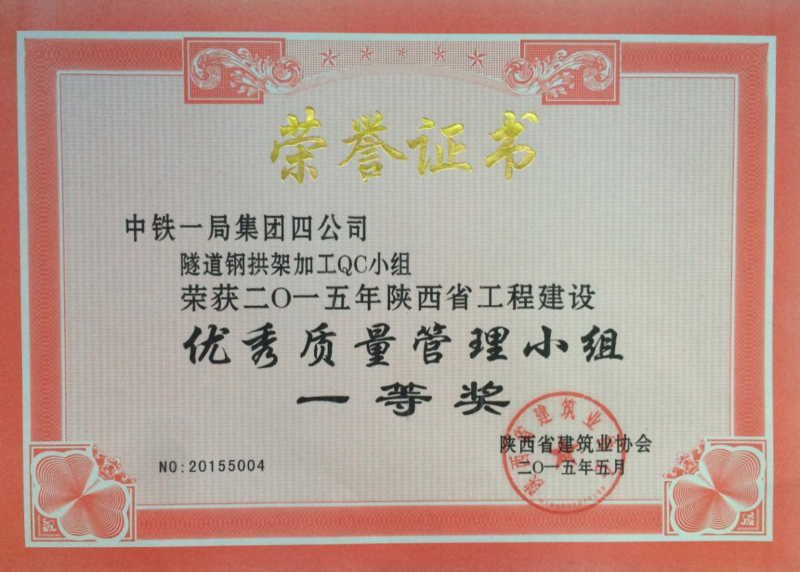 荣誉证书
中铁一局集团四公司
隧道钢拱架加工QC小组
荣获二〇一五年陕西省工程建设
优秀质量管理小组
一等奖
陕西省建筑业协会
二〇一五年五月
NO:20155004